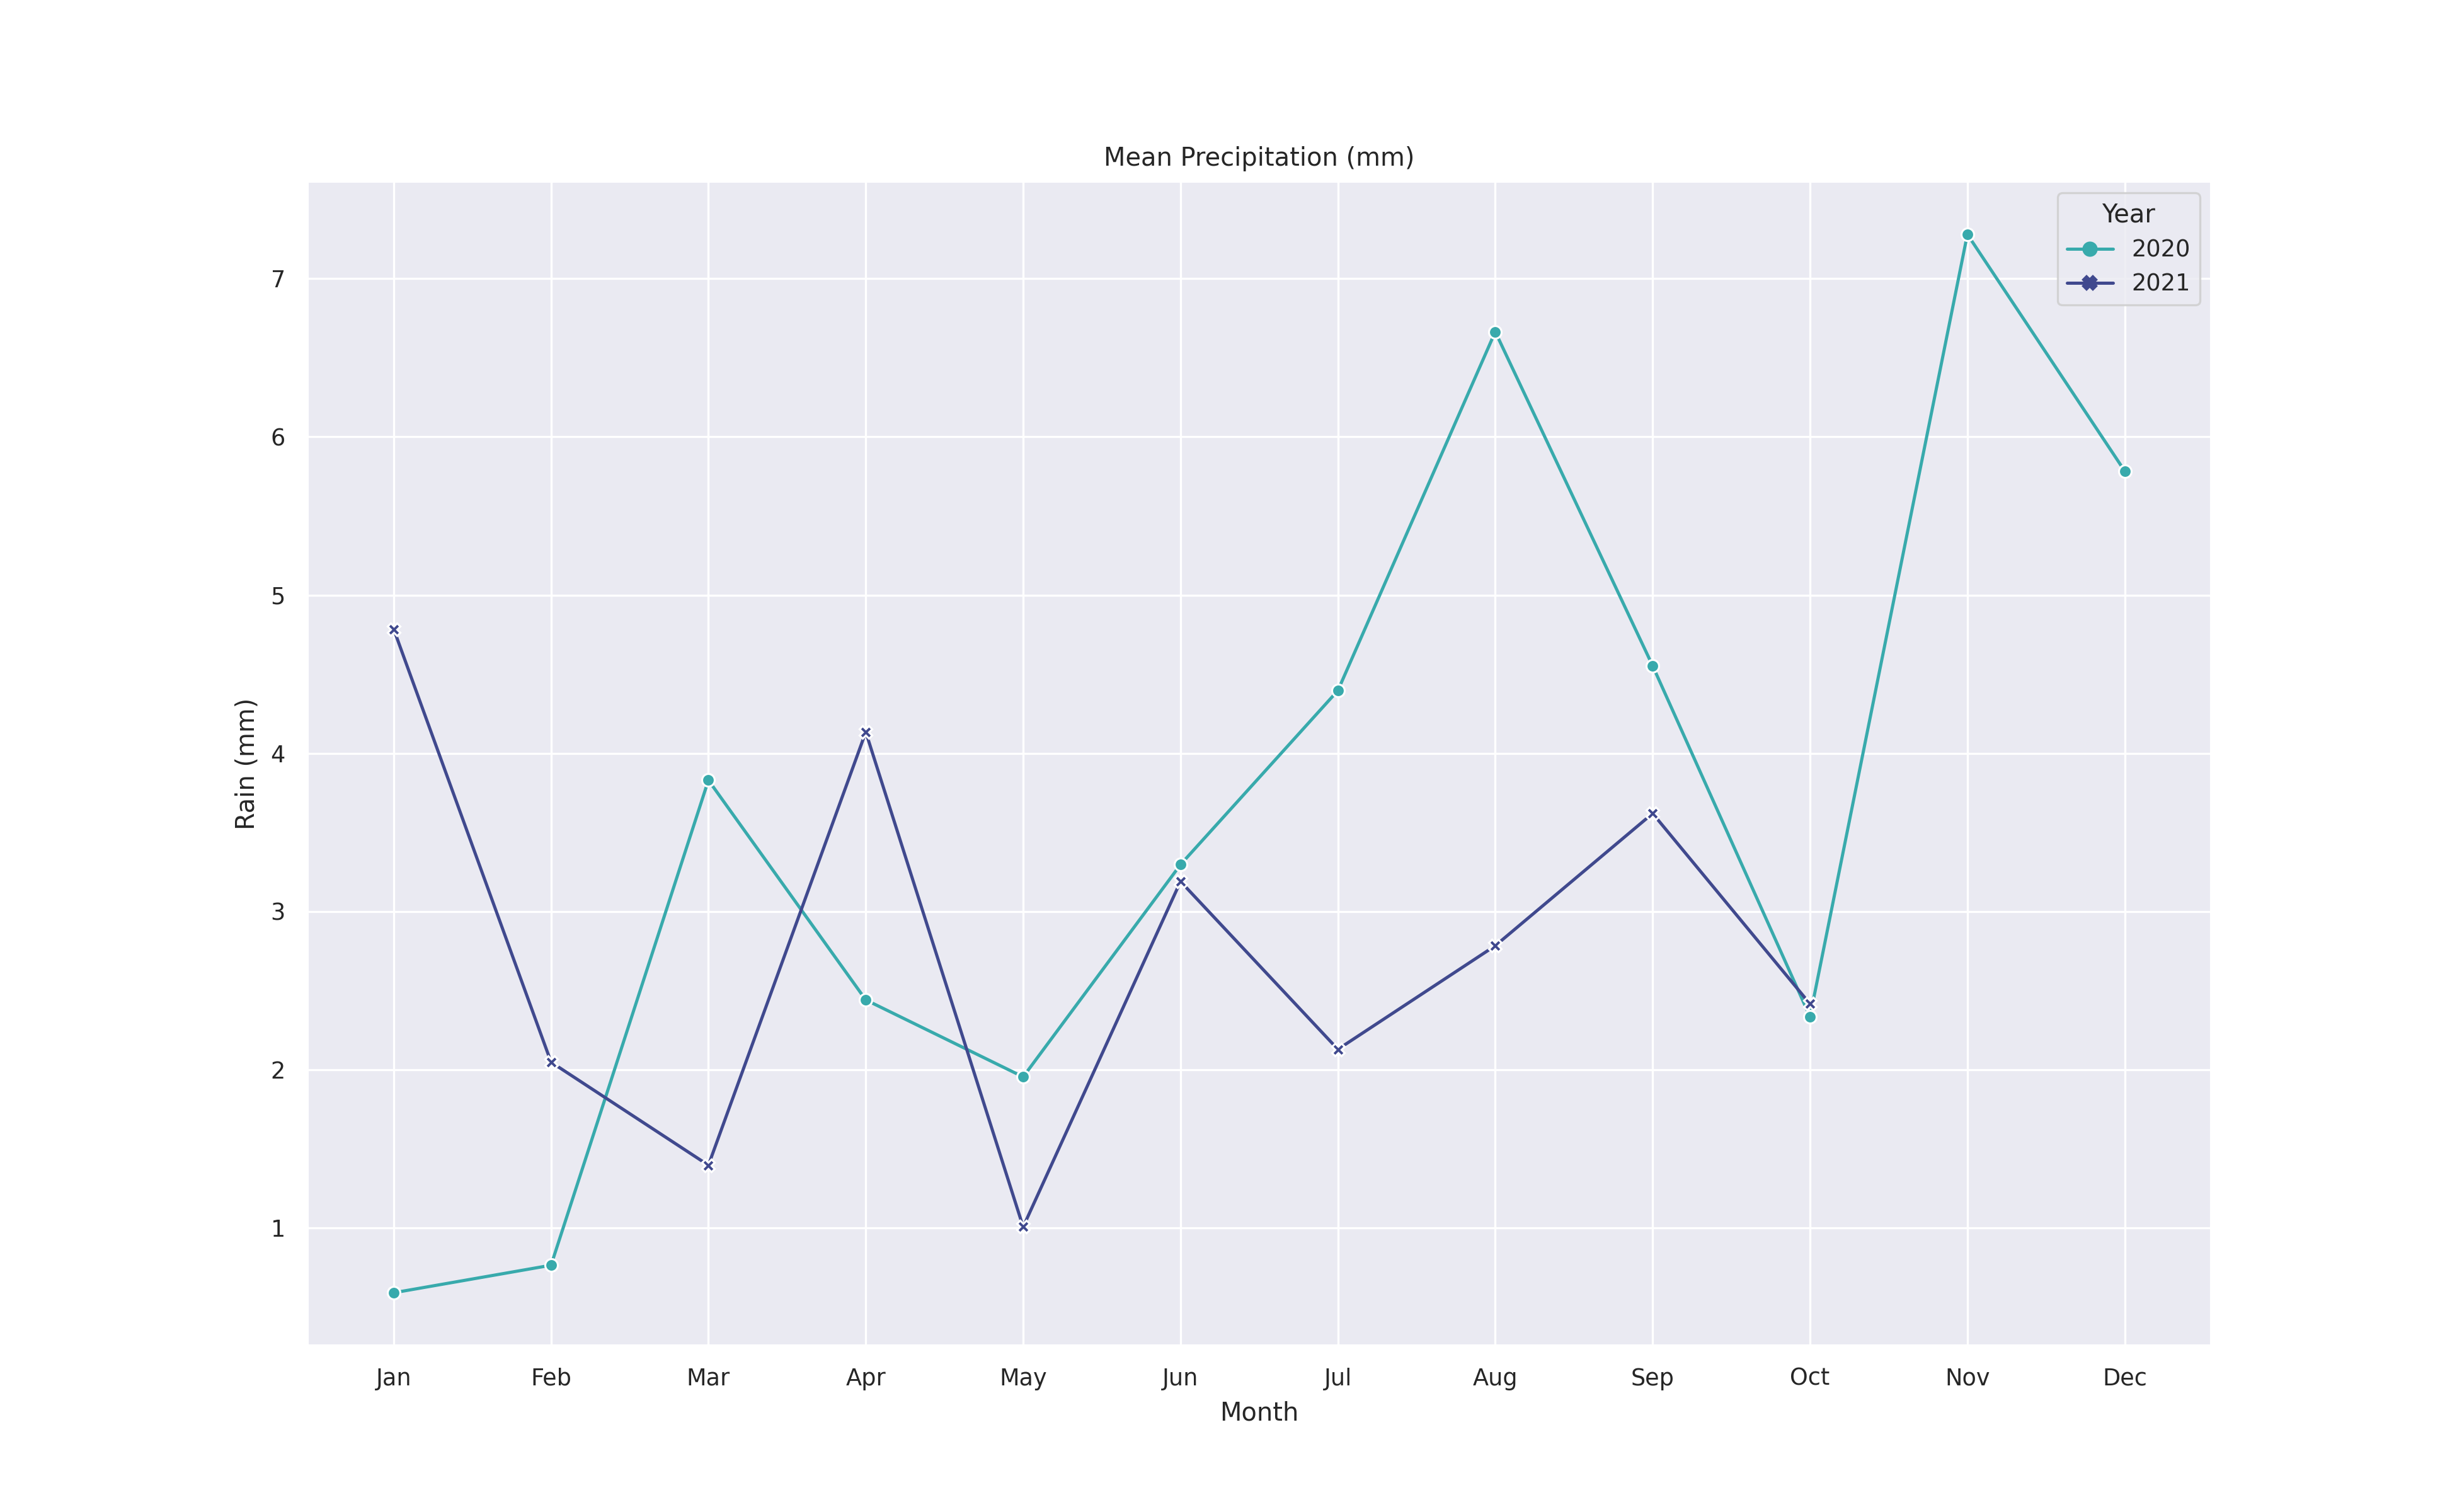 Mean Precipitation (mm)
Year
2020
2021
7
6
5
4
3
2
1
Rain (mm)
Jan Feb Mar Apr May Jun Jul Aug Sep Oct Nov Dec
Month